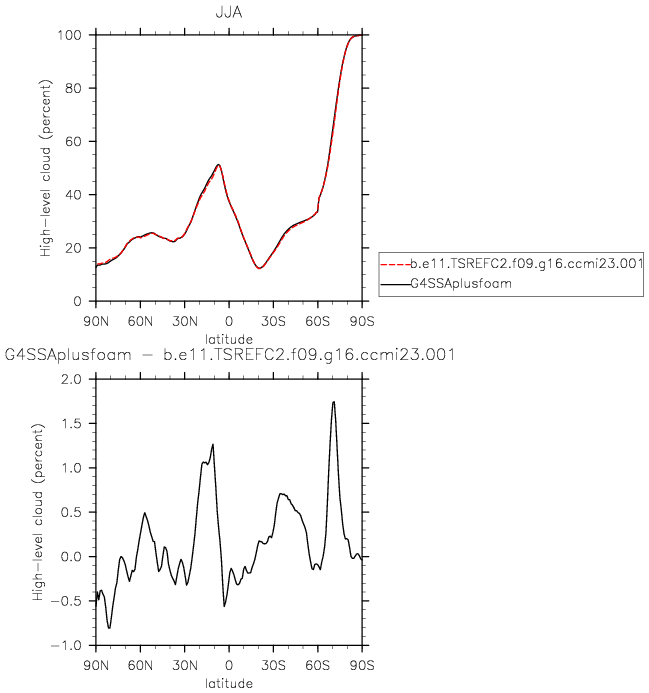 JJA
100
80
60
40
20
0
High-level cloud (percent)
90N 60N 30N 0 30S 60S 90S
latitude
b.e11.TSREFC2.f09.g16.ccmi23.001
G4SSAplusfoam
G4SSAplusfoam - b.e11.TSREFC2.f09.g16.ccmi23.001
2.0
1.5
1.0
0.5
0.0
-0.5
-1.0
High-level cloud (percent)
90N 60N 30N 0 30S 60S 90S
latitude